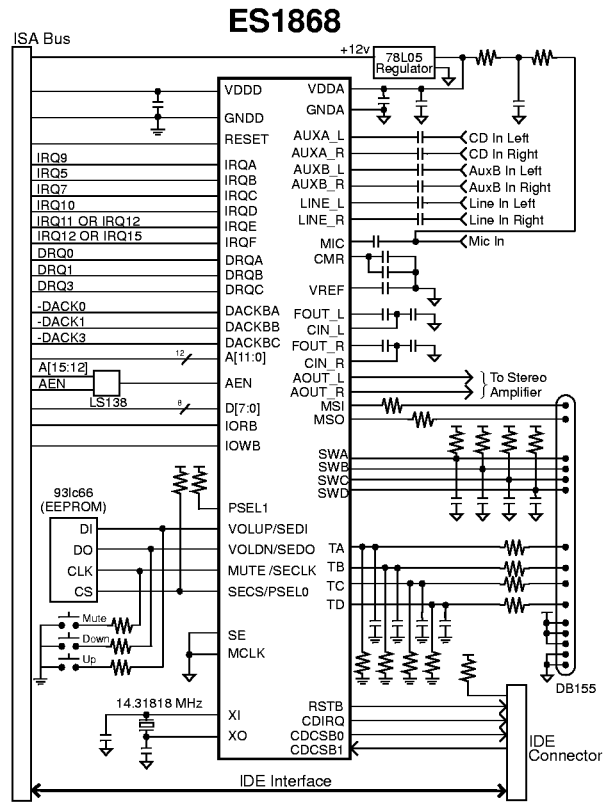 ES1868
ISA Bus
+12v
78L05
Regulator
VDDD
GNDD
RESET
IRQ9
IRQA
IRQ5
IRQB
IRQ7
IRQC
IRQ10
IRQD
IRQ11 OR IRQ12
IRQE
IRQ12 OR IRQ15
IRQF
DRQ0
DRQA
DRQ1
DRQB
DRQ3
DRQC
-DACK0
DACKBA
-DACK1
DACKBB
-DACK3
DACKBC
12
A[11:0]
A[15:12]
AEN
LS138
AEN
8
D[7:0]
IORB
IOWB
93lc66
(EEPROM)
PSEL1
DI
VOLUP/SEDI
DO
VOLDN/SEDO
CLK
MUTE /SECLK
CS
SECS/PSEL0
Mute
Down
Up
SE
MCLK
14.31818 MHz
XI
XO
VDDA
GNDA
AUXA_L
CD In Left
AUXA_R
CD In Right
AUXB_L
AuxB In Left
AUXB_R
AuxB In Right
LINE_L
Line In Left
LINE_R
Line In Right
MIC
Mic In
CMR
VREF
FOUT_L
CIN_L
FOUT_R
CIN_R
AOUT_L
AOUT_R
To Stereo
Amplifier
MSI
MSO
SWA
SWB
SWC
SWD
TA
TB
TC
TD
DB155
RSTB
CDIRQ
CDCSB0
CDCSB1
IDE
Connector
IDE Interface